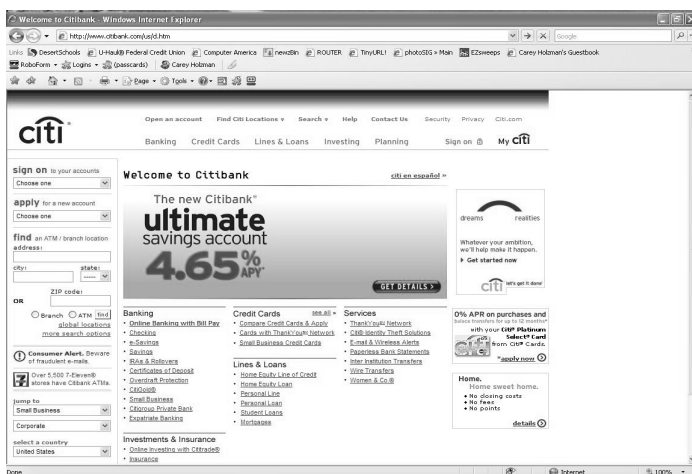 Welcome to Citibank - Windows Internet Explorer
http://www.citibank.com/us/d.htm
Google
Links DesertSchools U-Haul® Federal Credit Union Computer America newzBin ROUTER TinyURL! photoSIG > Main EZsweeps Carey Holzman's Guestbook
RoboForm Logins (passcards) Carey Holzman
Page Tools
Open an account Find Citi Locations Search Help Contact Us Security Privacy Citi.com
citi
Banking Credit Cards Lines & Loans Investing Planning Sign on My citi
sign on to your accounts
Choose one
apply for a new account
Choose one
find an ATM / branch location
address:
city: state:
OR ZIP code:
Branch ATM find
global locations
more search options
Consumer Alert. Beware
of fraudulent e-mails.
Over 5,500 7-Eleven®
stores have Citibank ATMs.
jump to
Small Business
Corporate
select a country
United States
Welcome to Citibank
citi en español »
The new Citibank®
ultimate
savings account
4.65% APY*
GET DETAILS >
Banking
• Online Banking with Bill Pay
• Checking
• e-Savings
• Savings
• IRAs & Rollovers
• Certificates of Deposit
• Overdraft Protection
• CitiGold®
• Small Business
• Citigroup Private Bank
• Expatriate Banking
Investments & Insurance
• Online Investing with Cititrade®
• Insurance
Credit Cards see all »
• Compare Credit Cards & Apply
• Cards with ThankYou℠ Network
• Small Business Credit Cards
Lines & Loans
• Home Equity Line of Credit
• Home Equity Loan
• Personal Line
• Personal Loan
• Student Loans
• Mortgages
Services
• ThankYou℠ Network
• Citi® Identity Theft Solutions
• E-mail & Wireless Alerts
• Paperless Bank Statements
• Inter Institution Transfers
• Wire Transfers
• Women & Co.®
dreams realities
Whatever your ambition,
we'll help make it happen.
Get started now
citi let's get it done!
0% APR on purchases and
balance transfers for up to 12 months*
with your Citi® Platinum
Select® Card
from Citi® Cards.
*apply now
Home.
Home sweet home.
• No closing costs
• No fees
• No points
details
Done
Internet
100%